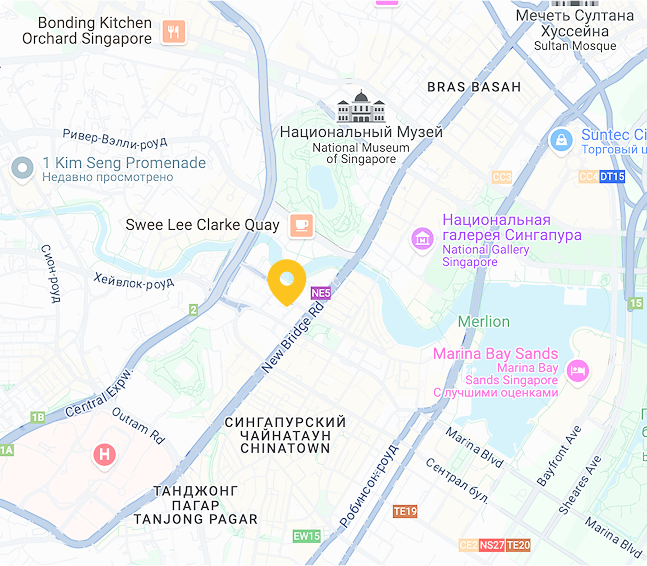 Bonding Kitchen
Orchard Singapore
Мечеть Султана
Хуссейна
Sultan Mosque
BRAS BASAH
Национальный Музей
National Museum
of Singapore
Suntec Ci
Торговый ц
Ривер-Вэлли-роуд
1 Kim Seng Promenade
Недавно просмотрено
CC3
CC4
DT15
Swee Lee Clarke Quay
Национальная
галерея Сингапура
National Gallery
Singapore
Сион-роуд
Хейвлок-роуд
NE5
2
15
New Bridge Rd
Merlion
Marina Bay Sands
Marina Bay
Sands Singapore
С лучшими оценками
Central Expw.
1B
Outram Rd
1A
H
СИНГАПУРСКИЙ
ЧАЙНАТАУН
CHINATOWN
Marina Blvd
Bayfront Ave
Sheares Ave
Сентрал бул.
Робинсон-роуд
ТАНДЖОНГ
ПАГАР
TANJONG PAGAR
TE19
EW15
CE2
NS27
TE20
Marina Blvd